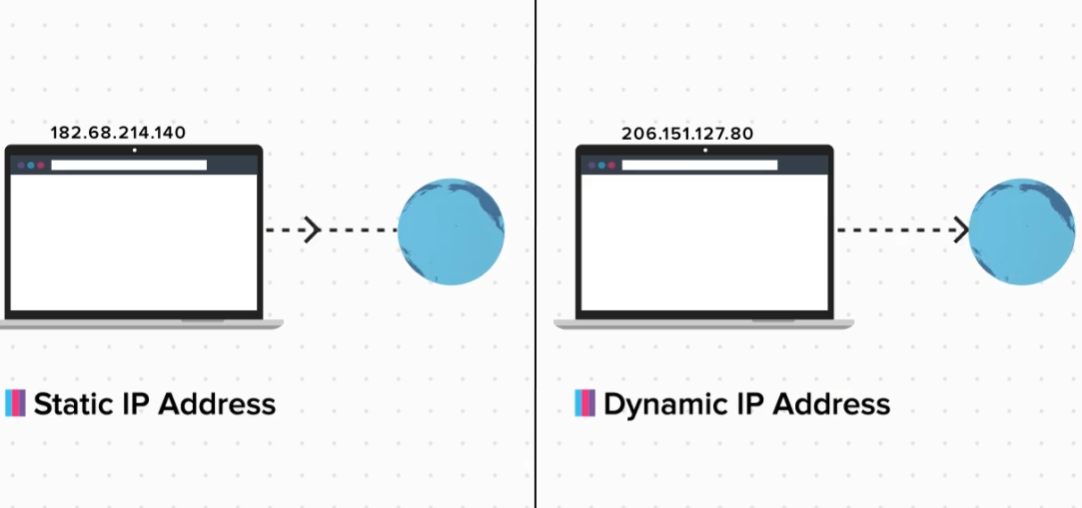 182.68.214.140
Static IP Address
206.151.127.80
Dynamic IP Address